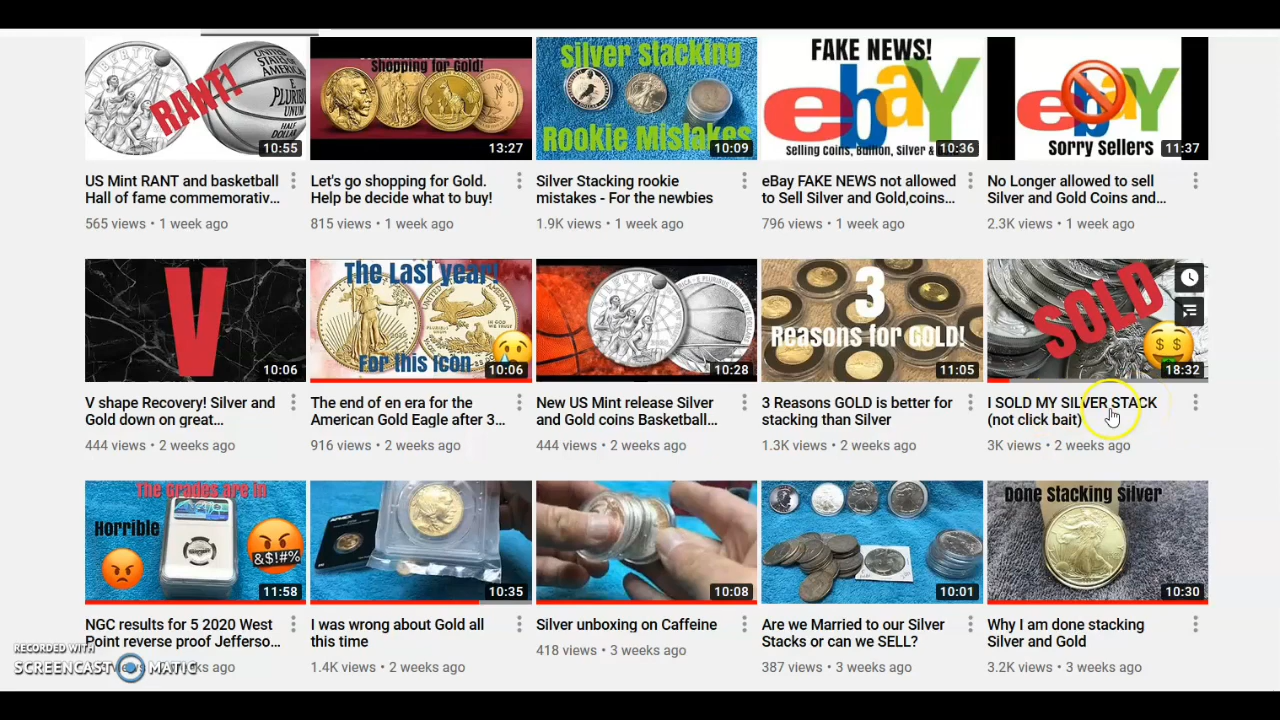 LIBERTY
RANT!
UNITED
STATES OF
AMERICA
E PLURIBUS
UNUM
HALF
DOLLAR
10:55
Shopping for Gold!
13:27
Silver Stacking
Rookie Mistakes
10:09
FAKE NEWS!
ebaY
Selling Coins, Bullion, Silver &
10:36
ebaY
Sorry Sellers
11:37
US Mint RANT and basketball
Hall of fame commemorativ...
565 views • 1 week ago
Let's go shopping for Gold.
Help be decide what to buy!
815 views • 1 week ago
Silver Stacking rookie
mistakes - For the newbies
1.9K views • 1 week ago
eBay FAKE NEWS not allowed
to Sell Silver and Gold,coins...
796 views • 1 week ago
No Longer allowed to sell
Silver and Gold Coins and...
2.3K views • 1 week ago
V
10:06
The Last year!
For this Icon
10:06
10:28
3
Reasons for GOLD!
11:05
SOLD
18:32
V shape Recovery! Silver and
Gold down on great...
444 views • 2 weeks ago
The end of en era for the
American Gold Eagle after 3...
916 views • 2 weeks ago
New US Mint release Silver
and Gold coins Basketball...
444 views • 2 weeks ago
3 Reasons GOLD is better for
stacking than Silver
1.3K views • 2 weeks ago
I SOLD MY SILVER STACK
(not click bait)
3K views • 2 weeks ago
The Grades are in
Horrible
&$!#%
11:58
10:35
10:08
10:01
Done Stacking Silver
10:30
NGC results for 5 2020 West
Point reverse proof Jefferso...
2 weeks ago
I was wrong about Gold all
this time
1.4K views • 2 weeks ago
Silver unboxing on Caffeine
418 views • 3 weeks ago
Are we Married to our Silver
Stacks or can we SELL?
387 views • 3 weeks ago
Why I am done stacking
Silver and Gold
3.2K views • 3 weeks ago
RECORDED WITH
SCREENCAST MATIC